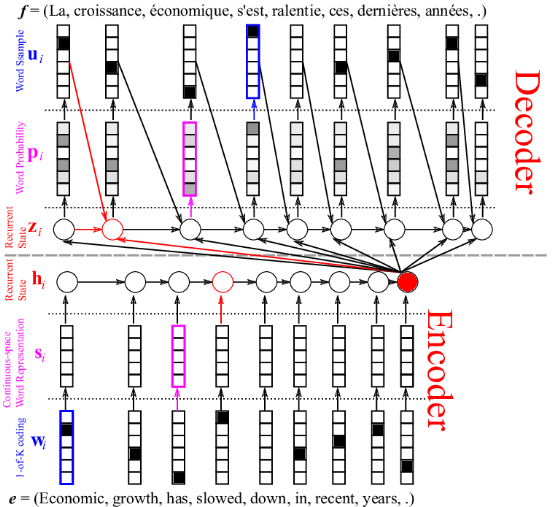 f = (La, croissance, économique, s'est, ralentie, ces, dernières, années, .)
Word Ssample
u_i
Word Probability
p_i
Recurrent
State
z_i
Decoder
Recurrent
State
h_i
Continuous-space
Word Representation
s_i
1-of-K coding
w_i
Encoder
e = (Economic, growth, has, slowed, down, in, recent, years, .)